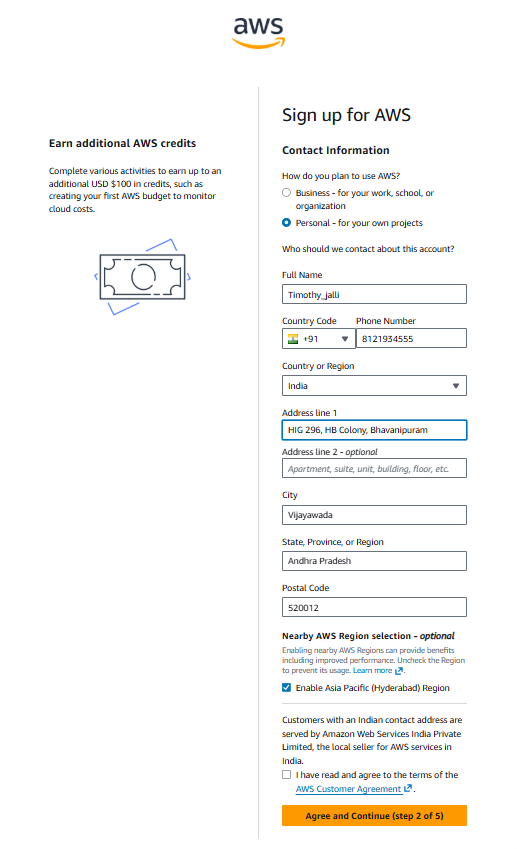 aws
Earn additional AWS credits
Complete various activities to earn up to an
additional USD $100 in credits, such as
creating your first AWS budget to monitor
cloud costs.
Sign up for AWS
Contact Information
How do you plan to use AWS?
Business - for your work, school, or
organization
Personal - for your own projects
Who should we contact about this account?
Full Name
Timothy_jalli
Country Code Phone Number
+91 8121934555
Country or Region
India
Address line 1
HIG 296, HB Colony, Bhavanipuram
Address line 2 - optional
Apartment, suite, unit, building, floor, etc.
City
Vijayawada
State, Province, or Region
Andhra Pradesh
Postal Code
520012
Nearby AWS Region selection - optional
Enabling nearby AWS Regions can provide benefits
including improved performance. Uncheck the Region
to prevent its usage. Learn more.
Enable Asia Pacific (Hyderabad) Region
Customers with an Indian contact address are
served by Amazon Web Services India Private
Limited, the local seller for AWS services in
India.
I have read and agree to the terms of the
AWS Customer Agreement.
Agree and Continue (step 2 of 5)